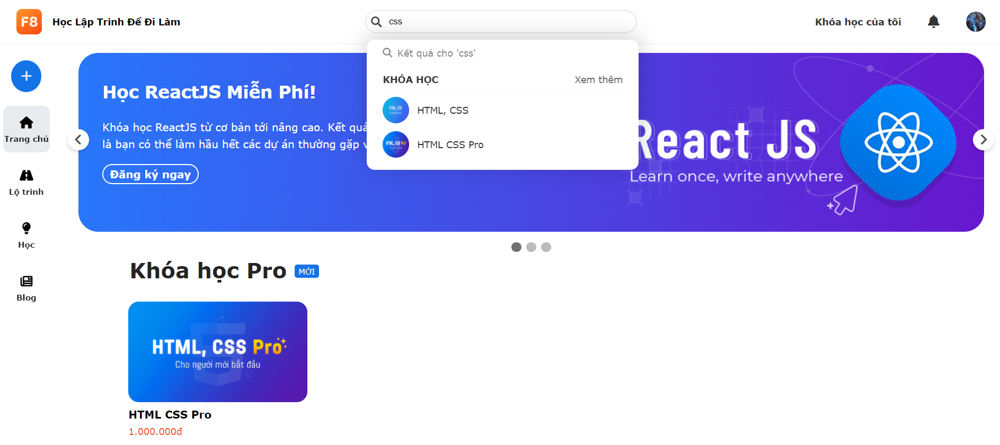 F8
Học Lập Trình Để Đi Làm
css
Khóa học của tôi
Kết quả cho 'css'
KHÓA HỌC
Xem thêm
HTML, CSS
HTML CSS Pro
Trang chủ
Lộ trình
Học
Blog
Học ReactJS Miễn Phí!
Khóa học ReactJS từ cơ bản tới nâng cao. Kết quả
là bạn có thể làm hầu hết các dự án thường gặp
Đăng ký ngay
React JS
Learn once, write anywhere
Khóa học Pro MỚI
HTML, CSS Pro
Cho người mới bắt đầu
HTML CSS Pro
1.000.000đ